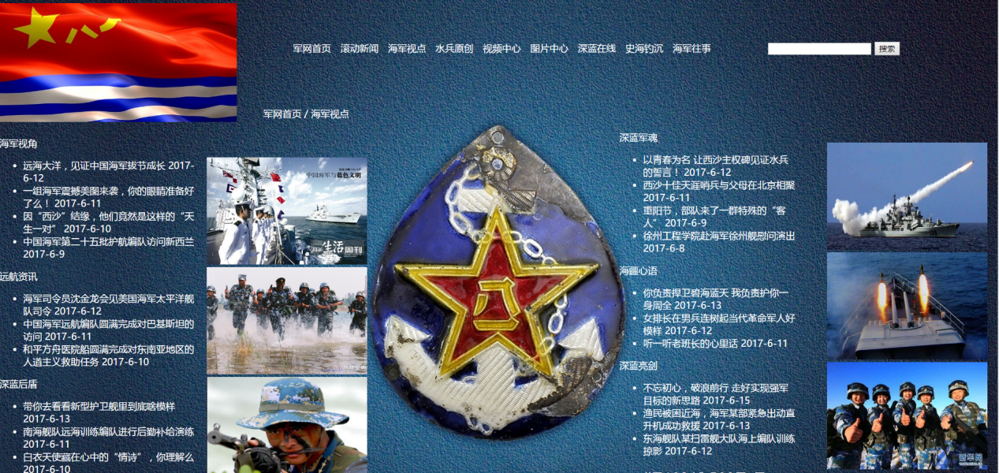 军网首页 滚动新闻 海军视点 水兵原创 视频中心 图片中心 深蓝在线 史海钓沉 海军往事
搜索
军网首页 / 海军视点
海军视角
远海大洋，见证中国海军拔节成长 2017-
6-12
一组海军震撼美图来袭，你的眼睛准备好
了么！ 2017-6-11
因“西沙”结缘，他们竟然是这样的“天
生一对” 2017-6-10
中国海军第二十五批护航编队访问新西兰
2017-6-9
远航资讯
海军司令员沈金龙会见美国海军太平洋舰
队司令 2017-6-12
中国海军远航编队圆满完成对巴基斯坦的
访问 2017-6-11
和平方舟医院船圆满完成对东南亚地区的
人道主义救助任务 2017-6-10
深蓝后盾
带你去看看新型护卫舰里到底啥模样
2017-6-13
南海舰队远海训练编队进行后勤补给演练
2017-6-11
白衣天使藏在心中的“情诗”，你理解么
2017-6-10
中国海军与蓝色文明
生活周刊
八一
深蓝军魂
以青春为名 让西沙主权碑见证水兵
的誓言！ 2017-6-12
西沙十佳天涯哨兵与父母在北京相聚
2017-6-11
重阳节，部队来了一群特殊的“客
人” 2017-6-9
徐州工程学院赴海军徐州舰慰问演出
2017-6-8
海疆心语
你负责捍卫碧海蓝天 我负责护你一
身周全 2017-6-13
女排长在男兵连树起当代革命军人好
模样 2017-6-12
听一听老班长的心里话 2017-6-11
深蓝亮剑
不忘初心，破浪前行 走好实现强军
目标的新思路 2017-6-15
渔民被困近海，海军某部紧急出动直
升机成功救援 2017-6-13
东海舰队某扫雷舰大队海上编队训练
掠影 2017-6-12
新华网